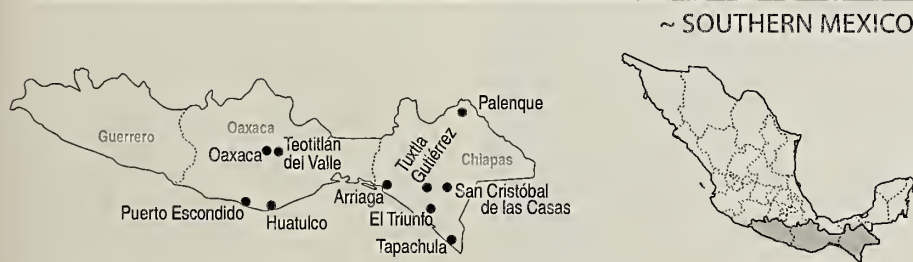 ~ SOUTHERN MEXICO
Palenque
Guerrero
Oaxaca
Oaxaca
Teotitlán
del Valle
Tuxtla
Gutiérrez
Chiapas
Arriaga
San Cristóbal
de las Casas
Puerto Escondido
Huatulco
El Triunfo
Tapachula